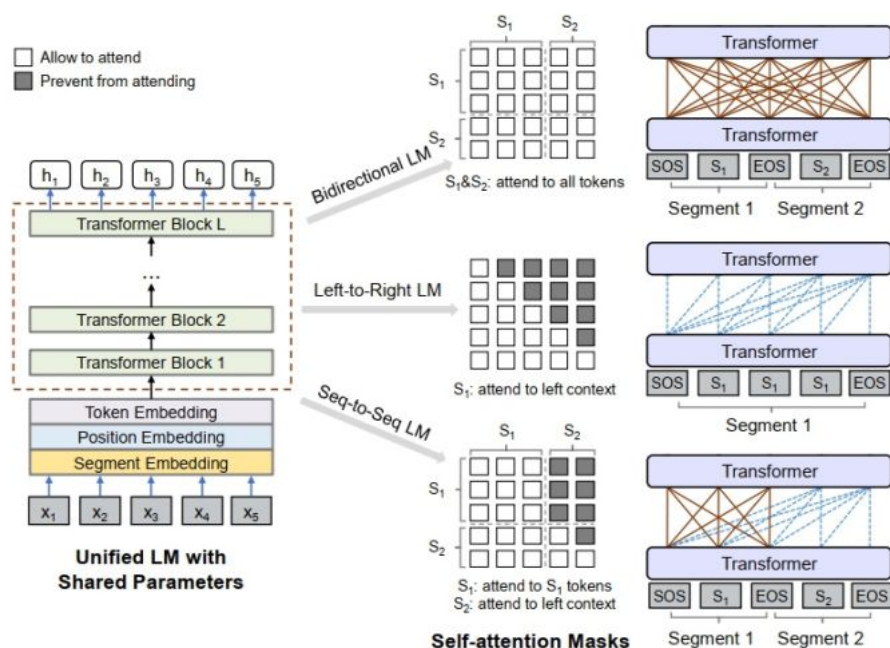 Allow to attend
Prevent from attending
h1 h2 h3 h4 h5
Transformer Block L
...
Transformer Block 2
Transformer Block 1
Token Embedding
Position Embedding
Segment Embedding
x1 x2 x3 x4 x5
Unified LM with
Shared Parameters
Bidirectional LM
Left-to-Right LM
Seq-to-Seq LM
S1 S2
S1
S2
S1&S2: attend to all tokens
S1: attend to left context
S1 S2
S1
S2
S1: attend to S1 tokens
S2: attend to left context
Self-attention Masks
Transformer
Transformer
SOS S1 EOS S2 EOS
Segment 1 Segment 2
Transformer
Transformer
SOS S1 S1 S1 EOS
Segment 1
Transformer
Transformer
SOS S1 EOS S2 EOS
Segment 1 Segment 2